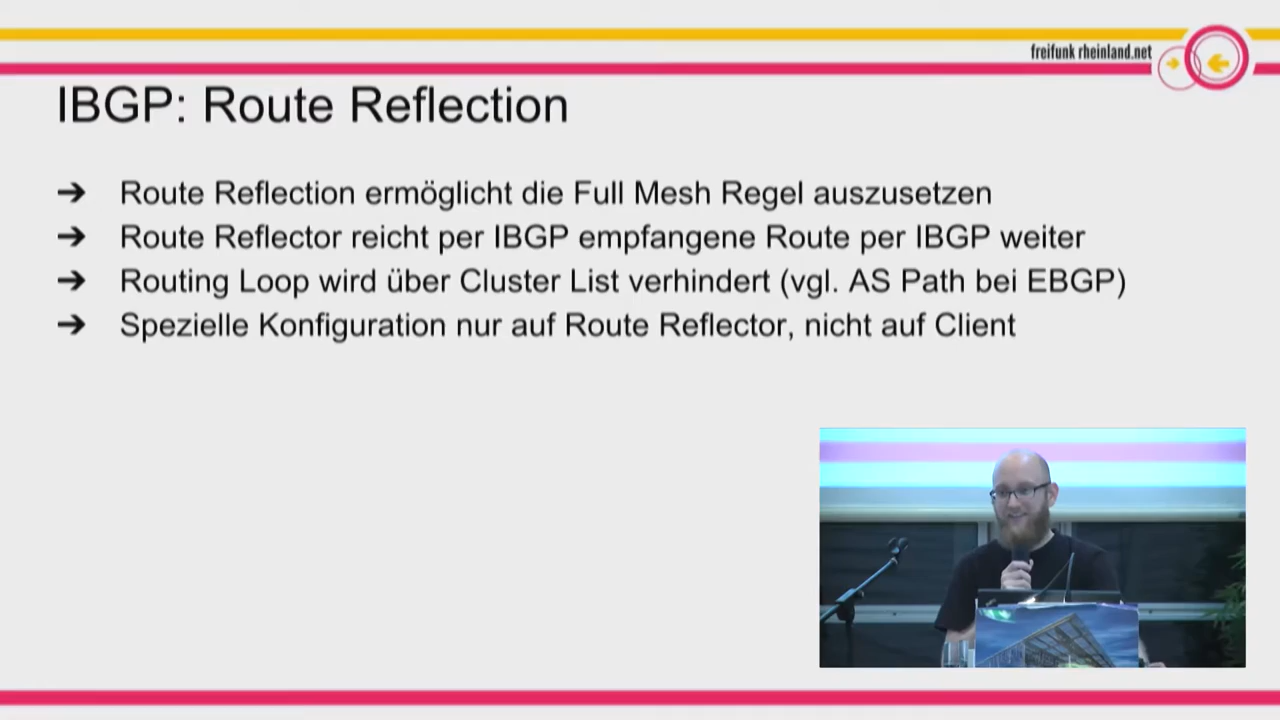 freifunk rheinland.net
IBGP: Route Reflection
➔ Route Reflection ermöglicht die Full Mesh Regel auszusetzen
➔ Route Reflector reicht per IBGP empfangene Route per IBGP weiter
➔ Routing Loop wird über Cluster List verhindert (vgl. AS Path bei EBGP)
➔ Spezielle Konfiguration nur auf Route Reflector, nicht auf Client